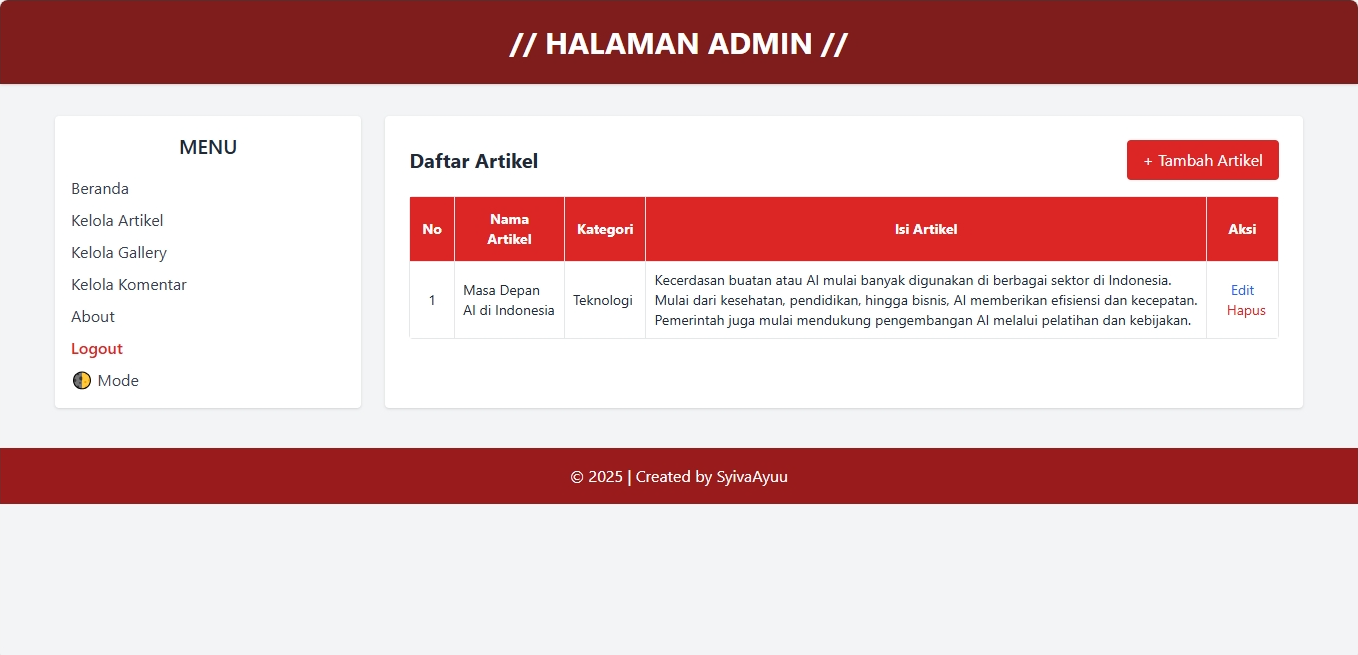 // HALAMAN ADMIN //
MENU
Beranda
Kelola Artikel
Kelola Gallery
Kelola Komentar
About
Logout
Mode
Daftar Artikel
+ Tambah Artikel
No
Nama
Artikel
Kategori
Isi Artikel
Aksi
1
Masa Depan
AI di Indonesia
Teknologi
Kecerdasan buatan atau AI mulai banyak digunakan di berbagai sektor di Indonesia.
Mulai dari kesehatan, pendidikan, hingga bisnis, AI memberikan efisiensi dan kecepatan.
Pemerintah juga mulai mendukung pengembangan AI melalui pelatihan dan kebijakan.
Edit
Hapus
© 2025 | Created by SyivaAyuu